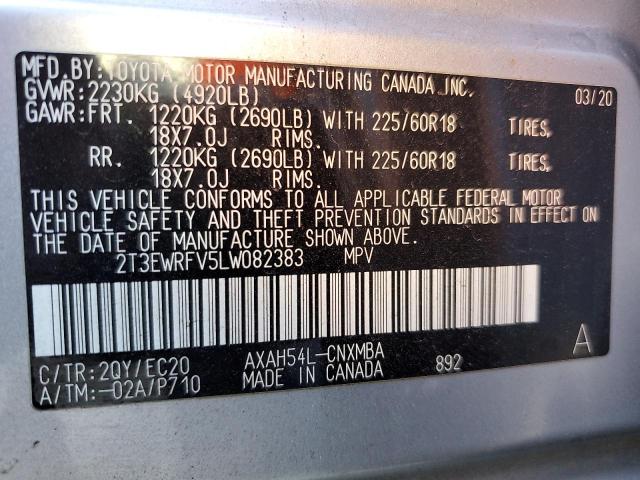 MFD.BY:TOYOTA MOTOR MANUFACTURING CANADA INC.
GVWR:2230KG (4920LB) 03/20
GAWR:FRT. 1220KG (2690LB) WITH 225/60R18 TIRES,
18X7.0J RIMS.
RR. 1220KG (2690LB) WITH 225/60R18 TIRES,
18X7.0J RIMS.
THIS VEHICLE CONFORMS TO ALL APPLICABLE FEDERAL MOTOR
VEHICLE SAFETY AND THEFT PREVENTION STANDARDS IN EFFECT ON
THE DATE OF MANUFACTURE SHOWN ABOVE.
2T3EWRFV5LW082383 MPV
C/TR:2QY/EC20 AXAH54L-CNXMBA A
A/TM:-02A/P710 MADE IN CANADA 892